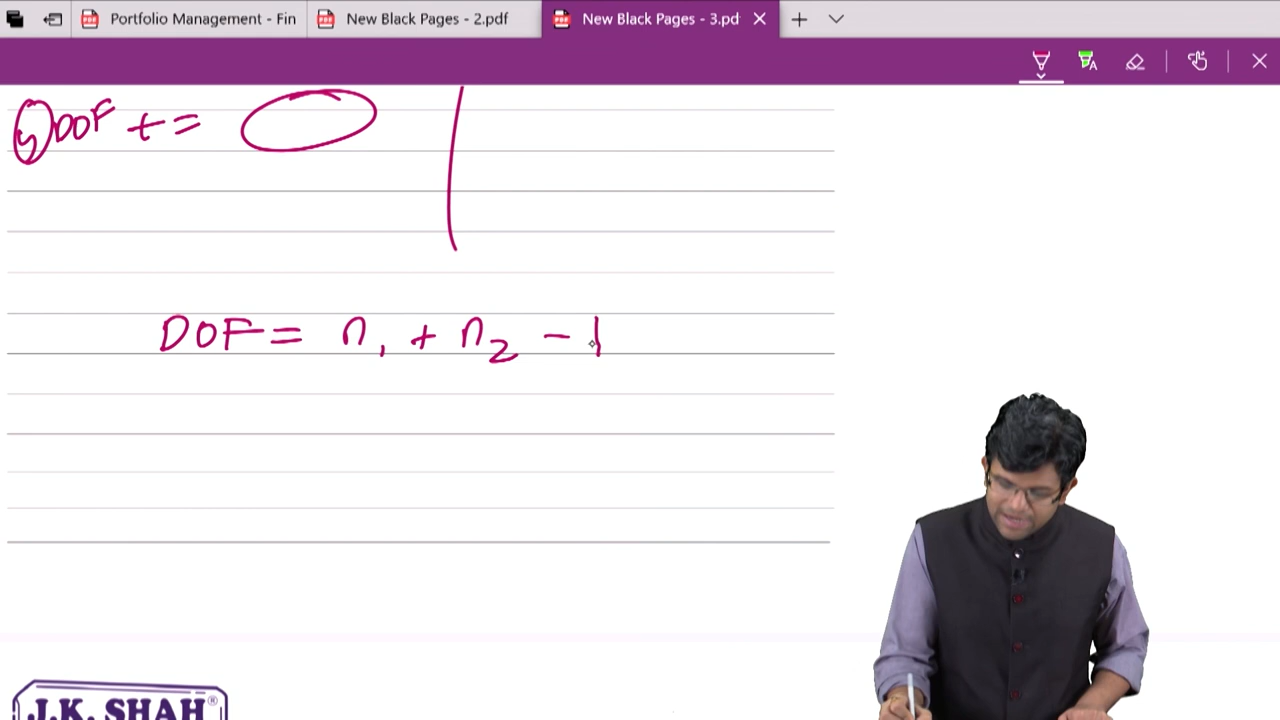 Portfolio Management - Fin
New Black Pages - 2.pdf
New Black Pages - 3.pd
DOF t =
DOF = n₁ + n₂ - 1
J.K. SHAH®